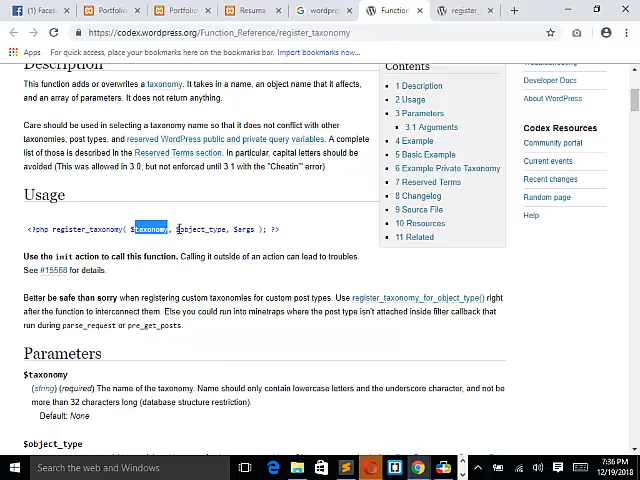 (1) Facebo
Portfolio
Portfolio
Resuma
wordpres
Function
register_
https://codex.wordpress.org/Function_Reference/register_taxonomy
Apps
For quick access, place your bookmarks here on the bookmarks bar. Import bookmarks now...
Description
This function adds or overwrites a taxonomy. It takes in a name, an object name that it affects,
and an array of parameters. It does not return anything.
Care should be used in selecting a taxonomy name so that it does not conflict with other
taxonomies, post types, and reserved WordPress public and private query variables. A complete
list of those is described in the Reserved Terms section. In particular, capital letters should be
avoided (This was allowed in 3.0, but not enforced until 3.1 with the "Cheatin'" error).
Usage
<?php register_taxonomy( $taxonomy, $object_type, $args ); ?>
Use the init action to call this function. Calling it outside of an action can lead to troubles.
See #15568 for details.
Better be safe than sorry when registering custom taxonomies for custom post types. Use register_taxonomy_for_object_type() right
after the function to interconnect them. Else you could run into minetraps where the post type isn't attached inside filter callback that
run during parse_request or pre_get_posts.
Parameters
$taxonomy
(string) (required) The name of the taxonomy. Name should only contain lowercase letters and the underscore character, and not be
more than 32 characters long (database structure restriction).
Default: None
$object_type
Contents
1 Description
2 Usage
3 Parameters
3.1 Arguments
4 Example
5 Basic Example
6 Example Private Taxonomy
7 Reserved Terms
8 Changelog
9 Source File
10 Resources
11 Related
Developer Docs
About WordPress
Codex Resources
Community portal
Current events
Recent changes
Random page
Help
Search the web and Windows
7:36 PM
12/19/2018